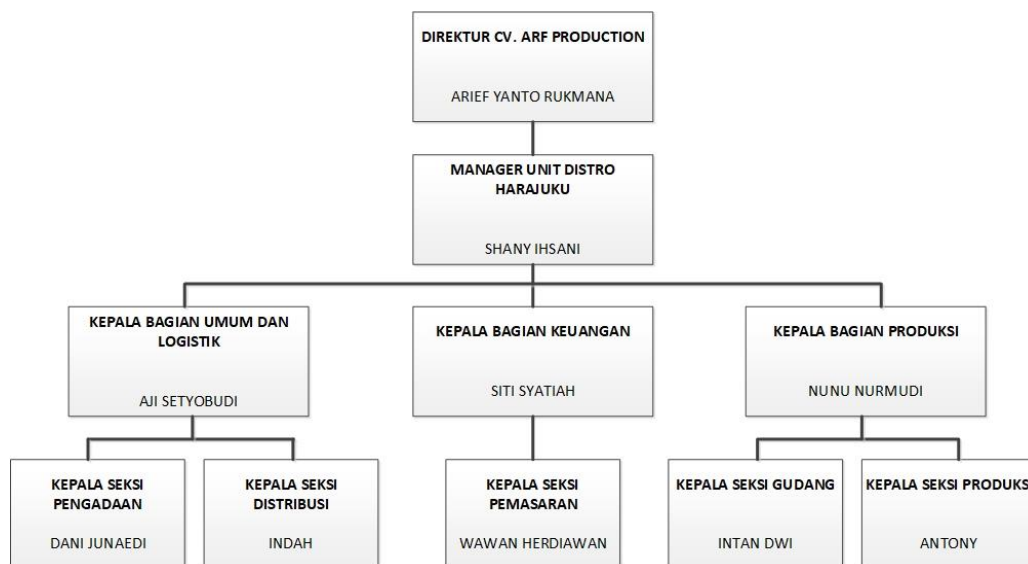 DIREKTUR CV. ARF PRODUCTION
ARIEF YANTO RUKMANA
MANAGER UNIT DISTRO
HARAJUKU
SHANY IHSANI
KEPALA BAGIAN UMUM DAN
LOGISTIK
AJI SETYOBUDI
KEPALA BAGIAN KEUANGAN
SITI SYATIAH
KEPALA BAGIAN PRODUKSI
NUNU NURMUDI
KEPALA SEKSI
PENGADAAN
DANI JUNAEDI
KEPALA SEKSI
DISTRIBUSI
INDAH
KEPALA SEKSI
PEMASARAN
WAWAN HERDIAWAN
KEPALA SEKSI GUDANG
INTAN DWI
KEPALA SEKSI PRODUKS
ANTONY